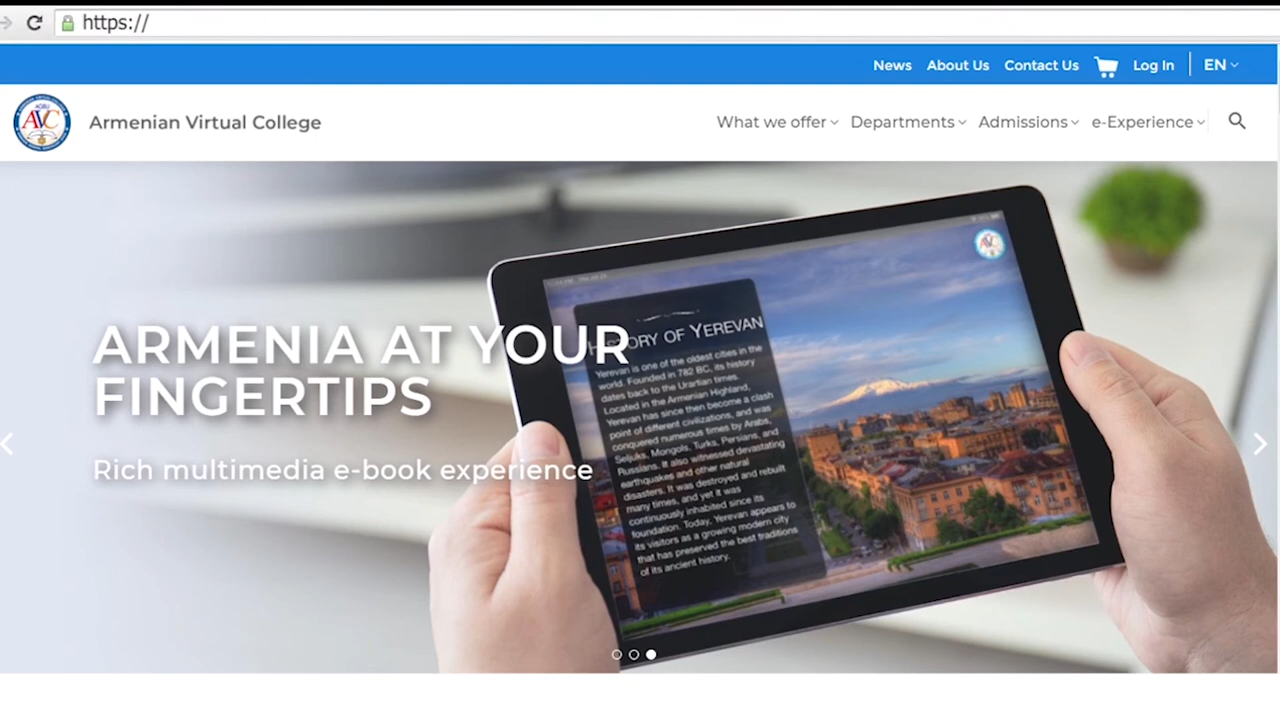 https://
News About Us Contact Us Log In EN
AGBU
AVC
Armenian Virtual College
What we offer Departments Admissions e-Experience
ARMENIA AT YOUR
FINGERTIPS
Rich multimedia e-book experience
HISTORY OF YEREVAN
Yerevan is one of the oldest cities in the
world. Founded in 782 BC, its history
dates back to the Urartian times.
Located in the Armenian Highland,
Yerevan has since then become a clash
point of different civilizations, and was
conquered numerous times by Arabs,
Seljuks, Mongols, Turks, Persians, and
Russians. It also witnessed devastating
earthquakes and other natural
disasters. It was destroyed and rebuilt
many times, and yet it was
continuously inhabited since its
foundation. Today, Yerevan appears to
its visitors as a growing modern city
that has preserved the best traditions
of its ancient history.